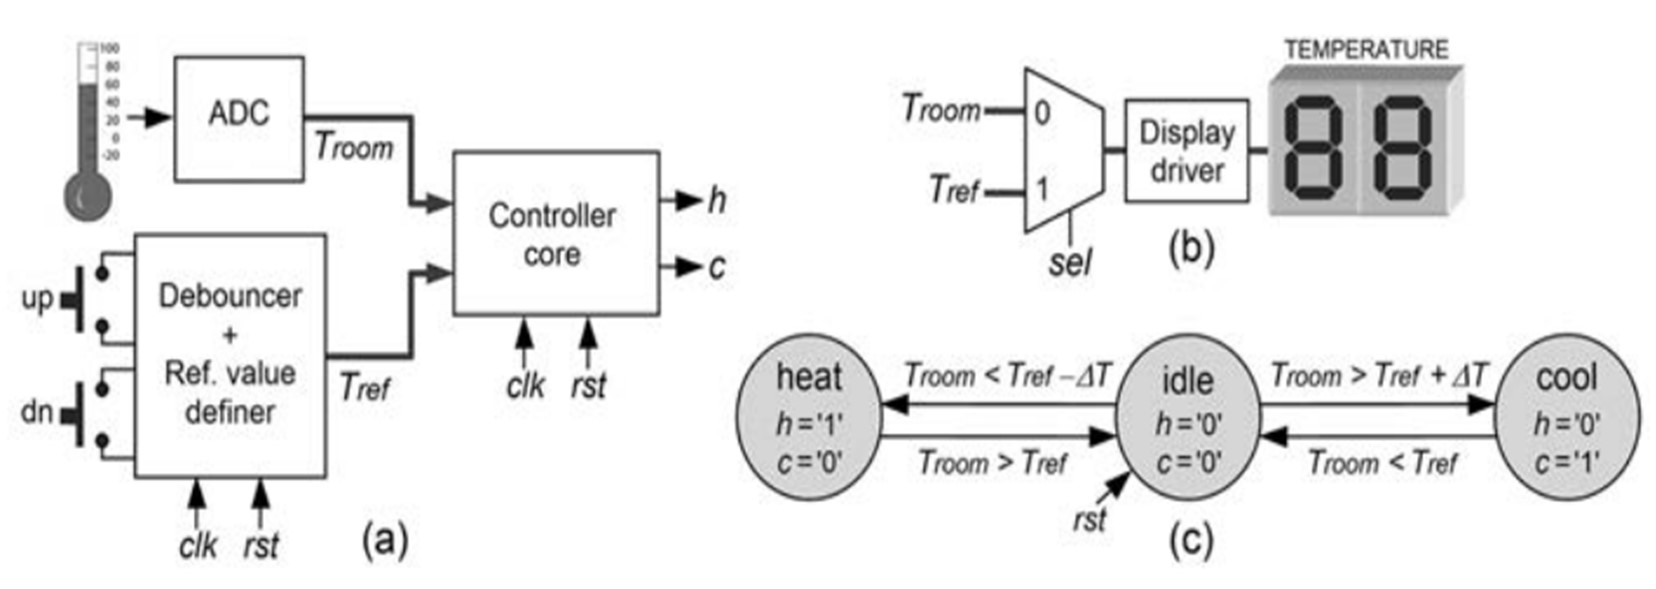 100
80
60
40
20
0
-20
ADC
Troom
Controller
core
h
c
clk rst
up
dn
Debouncer
+
Ref. value
definer
Tref
clk rst
(a)
TEMPERATURE
Troom
0
Tref
1
sel
Display
driver
88
(b)
heat
h='1'
c='0'
Troom < Tref −ΔT
Troom > Tref
idle
h='0'
c='0'
rst
Troom > Tref + ΔT
Troom < Tref
cool
h='0'
c='1'
(c)